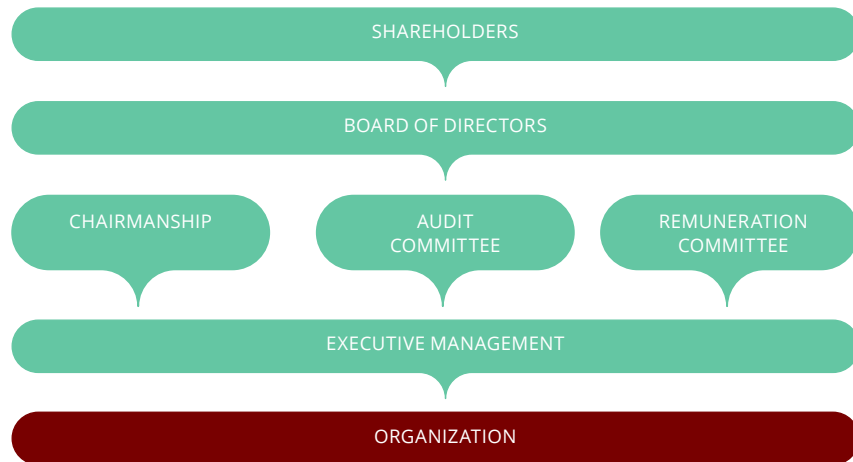 SHAREHOLDERS
BOARD OF DIRECTORS
CHAIRMANSHIP
AUDIT
COMMITTEE
REMUNERATION
COMMITTEE
EXECUTIVE MANAGEMENT
ORGANIZATION